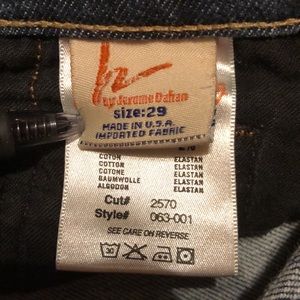 by Jerome Dahan
size:29
MADE IN U.S.A.
IMPORTED FABRIC
COTON ELASTAN
COTTON ELASTAN
COTONE ELASTAN
BAUMWOLLE ELASTAN
ALGODON ELASTAN
Cut# 2570
Style# 063-001
SEE CARE ON REVERSE
30